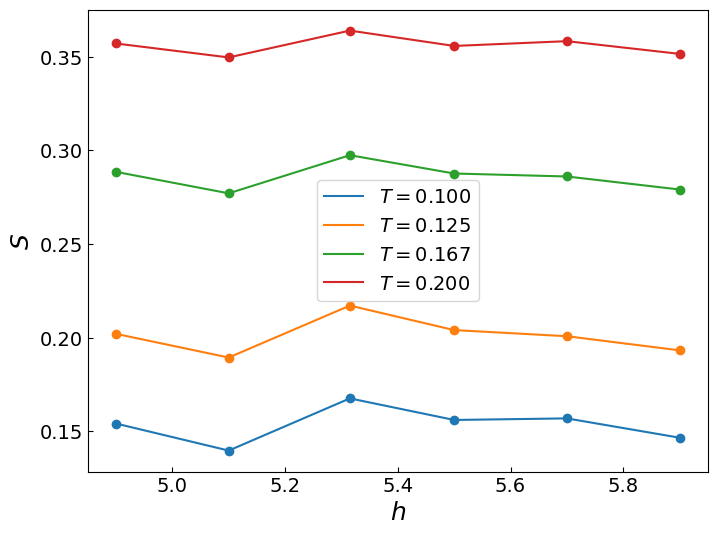 0.35
0.30
0.25
0.20
0.15
S
T = 0.100
T = 0.125
T = 0.167
T = 0.200
5.0 5.2 5.4 5.6 5.8
h